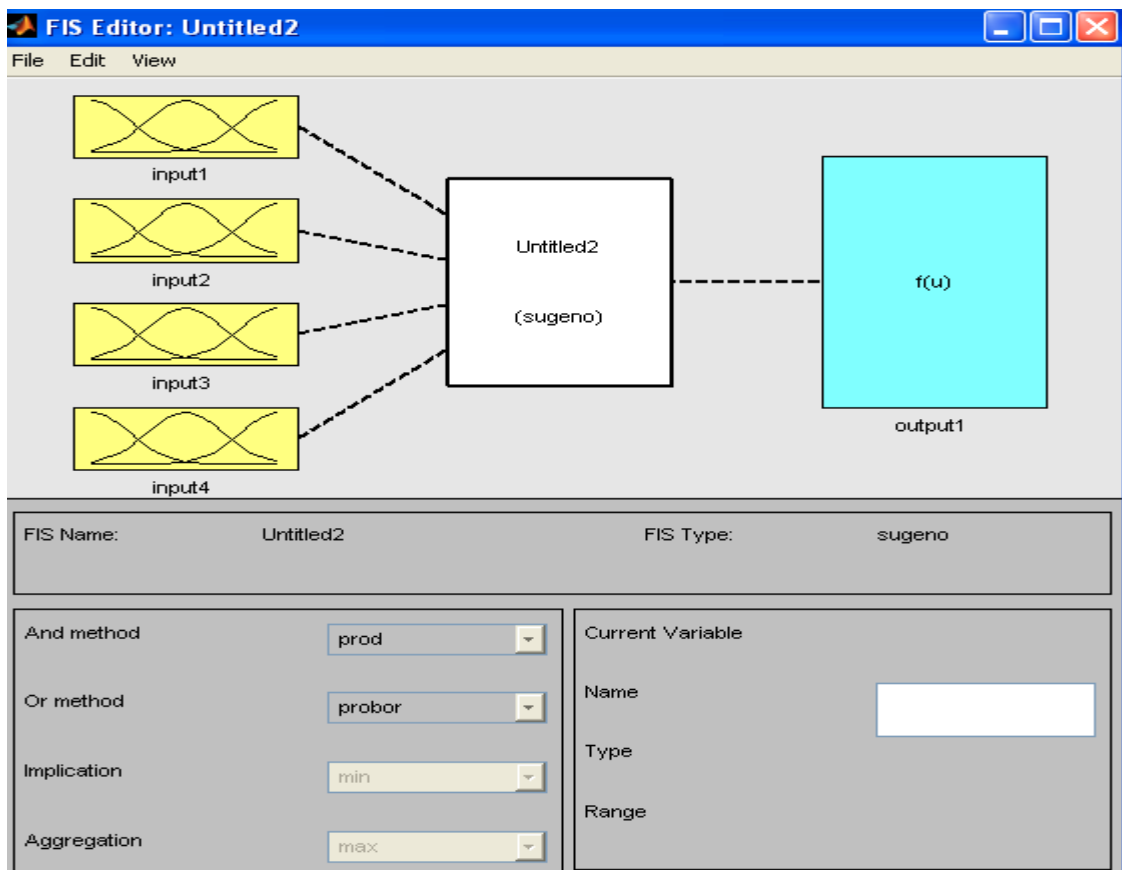 FIS Editor: Untitled2
File Edit View
input1
input2
input3
input4
Untitled2
(sugeno)
f(u)
output1
FIS Name: Untitled2 FIS Type: sugeno
And method prod
Or method probor
Implication min
Aggregation max
Current Variable
Name
Type
Range